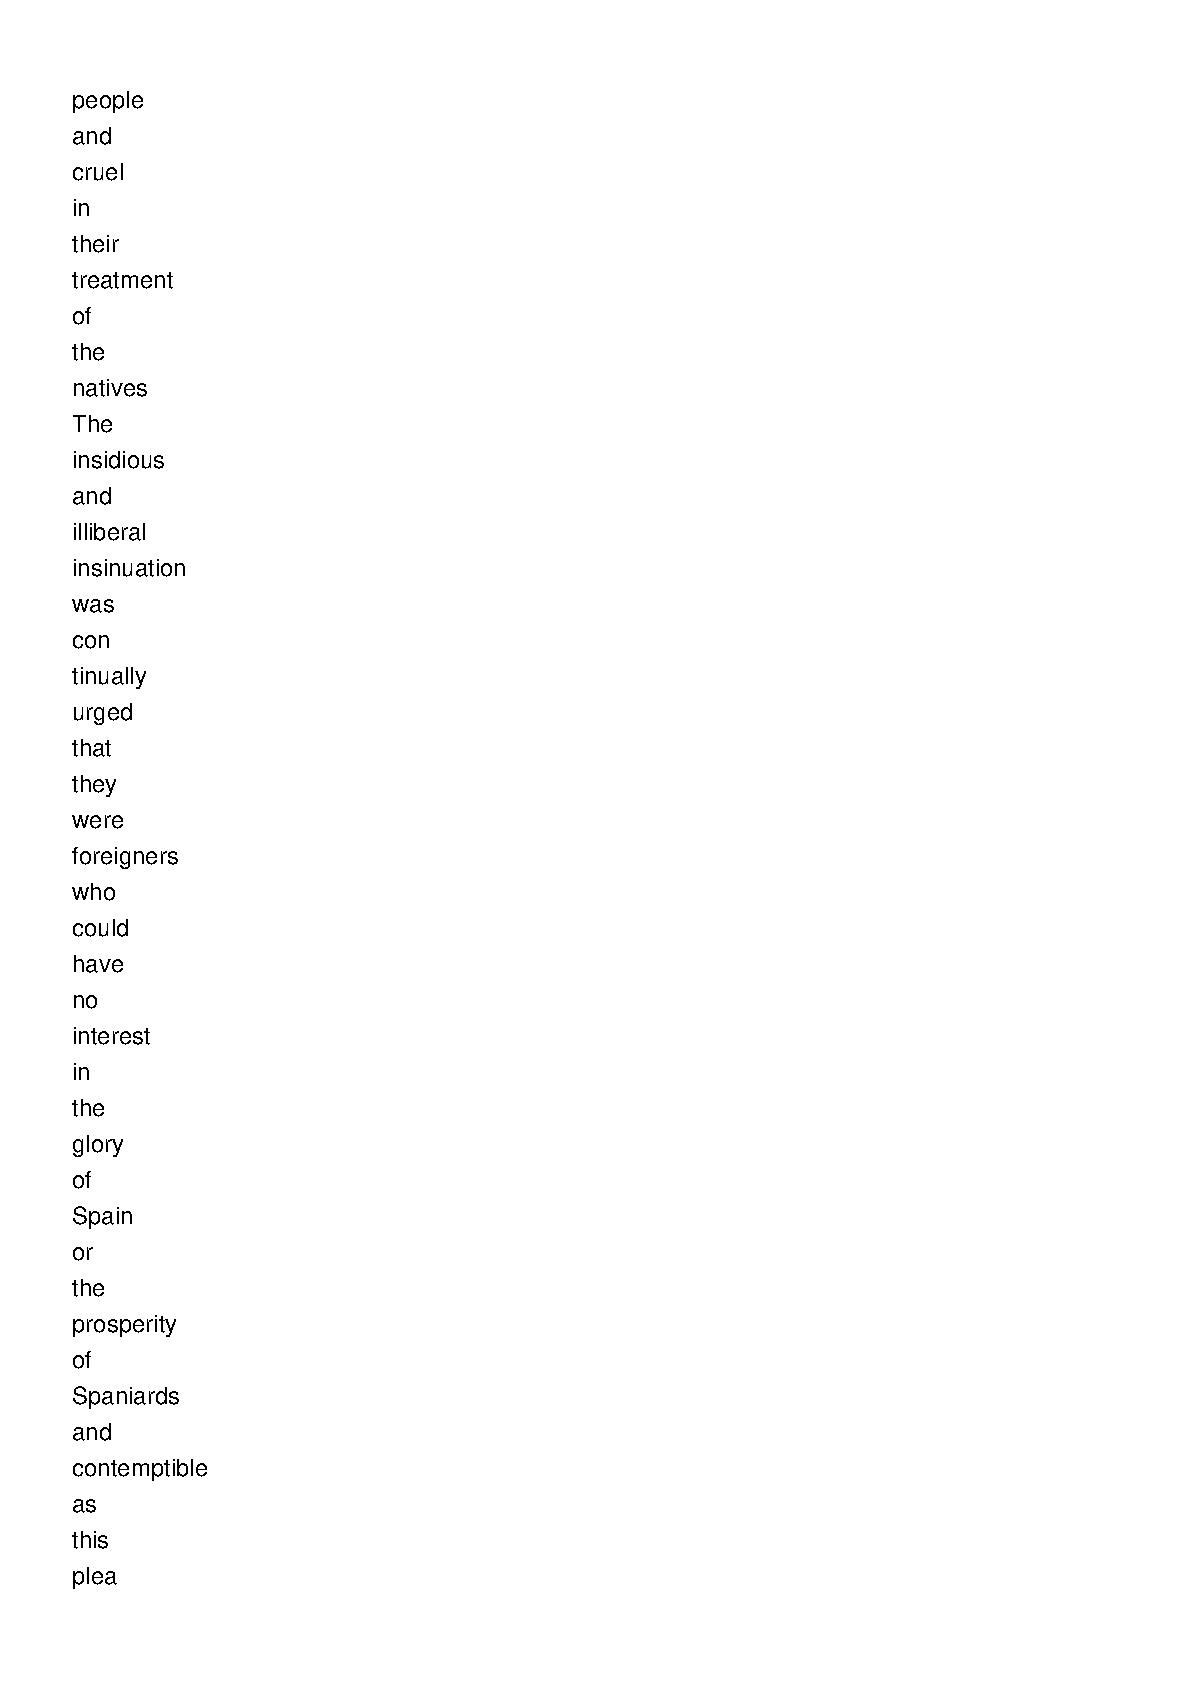 people
and
cruel
in
their
treatment
of
the
natives
The
insidious
and
illiberal
insinuation
was
con
tinually
urged
that
they
were
foreigners
who
could
have
no
interest
in
the
glory
of
Spain
or
the
prosperity
of
Spaniards
and
contemptible
as
this
plea